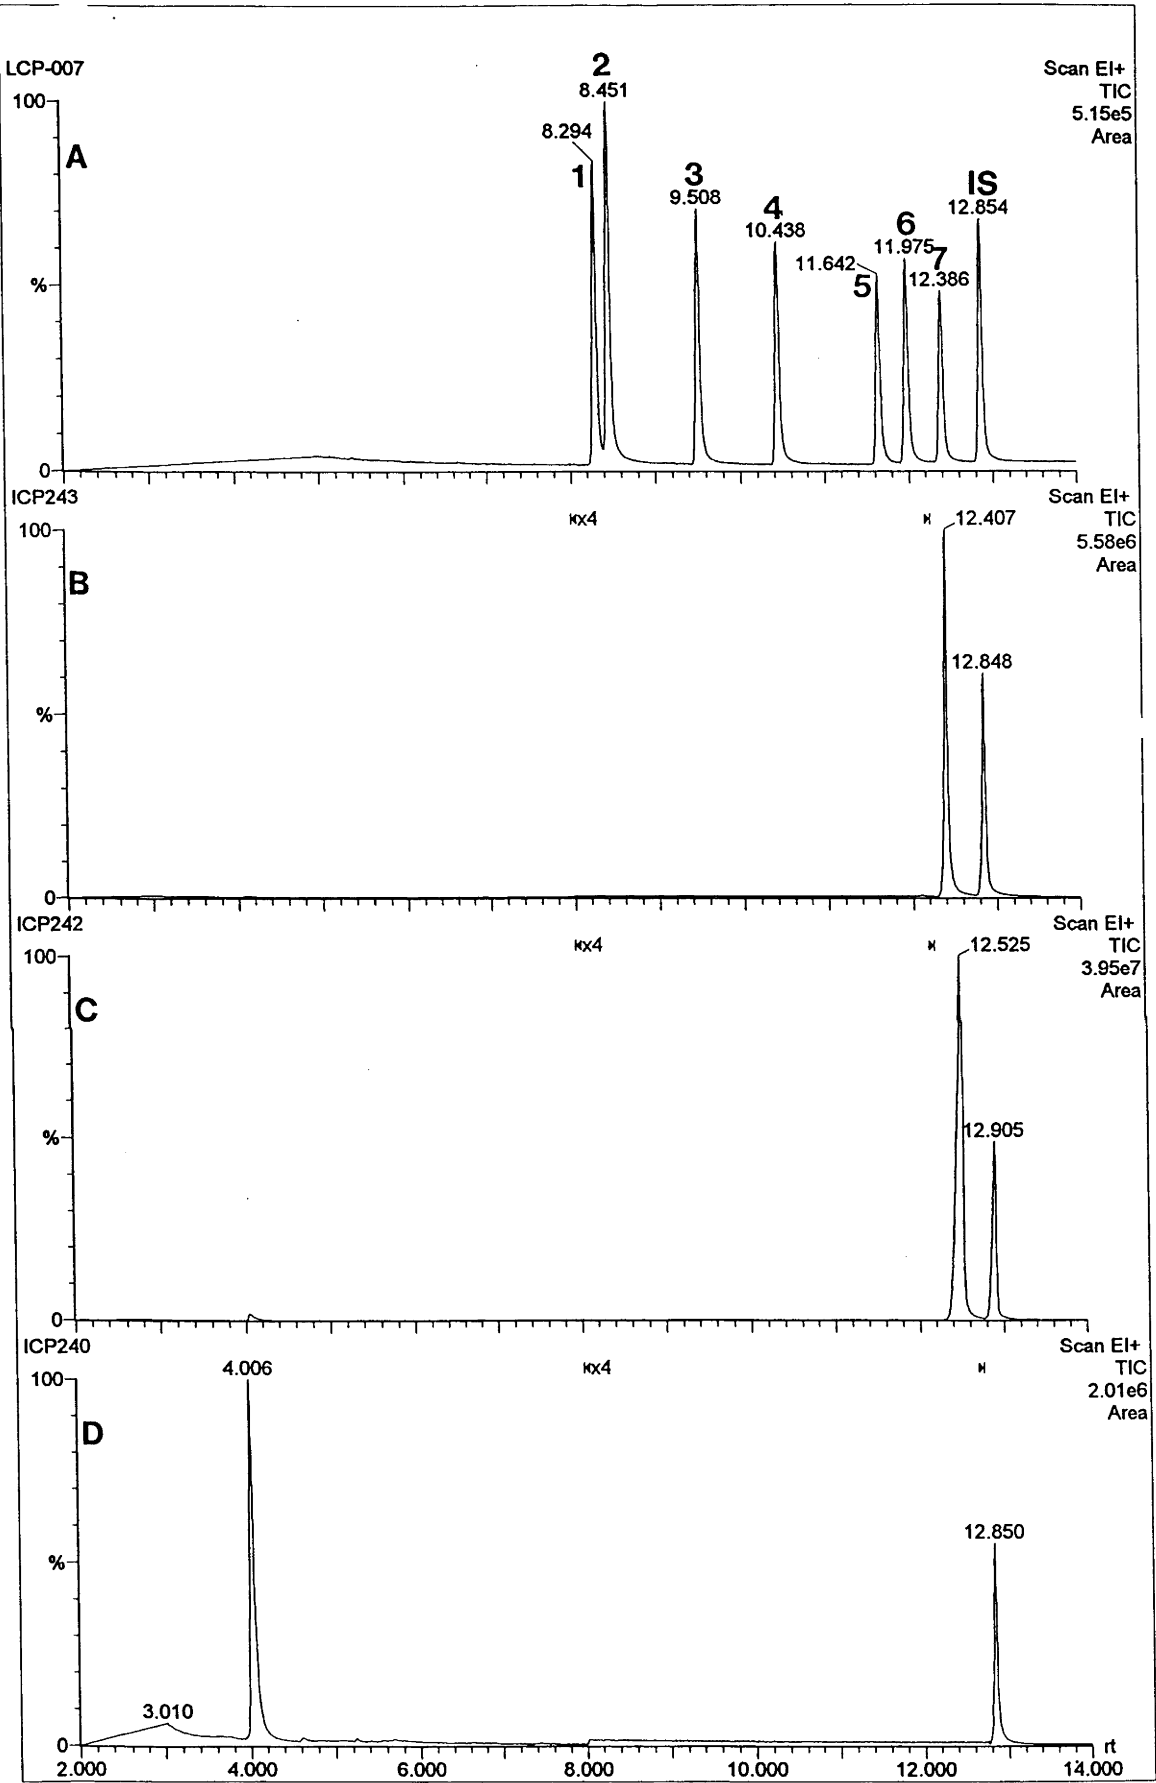 LCP-007
Scan EI+
TIC
5.15e5
Area
100
A
%
0
1
8.294
2
8.451
3
9.508
4
10.438
11.642
5
6
11.975
7
12.386
IS
12.854
ICP243
Scan EI+
TIC
5.58e6
Area
100
B
%
0
x4
12.407
12.848
ICP242
Scan EI+
TIC
3.95e7
Area
100
C
%
0
x4
12.525
12.905
ICP240
Scan EI+
TIC
2.01e6
Area
100
D
%
0
4.006
x4
3.010
12.850
rt
2.000 4.000 6.000 8.000 10.000 12.000 14.000